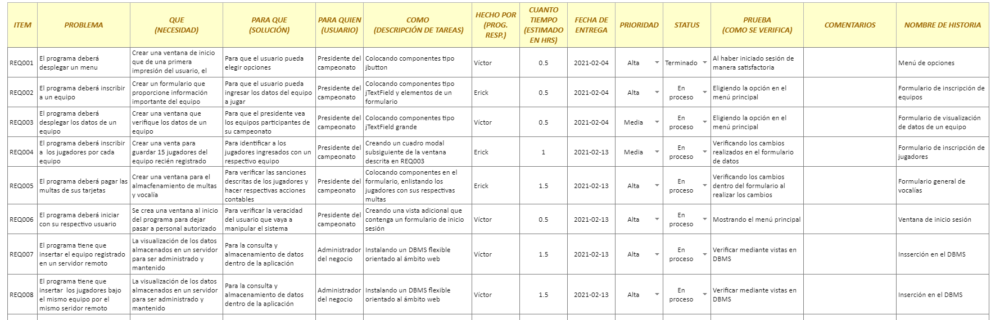 ITEM
PROBLEMA
QUE
(NECESIDAD)
PARA QUE
(SOLUCIÓN)
PARA QUIEN
(USUARIO)
COMO
(DESCRIPCIÓN DE TAREAS)
HECHO POR
(PROG.
RESP.)
CUANTO
TIEMPO
(ESTIMADO
EN HRS)
FECHA DE
ENTREGA
PRIORIDAD
STATUS
PRUEBA
(COMO SE VERIFICA)
COMENTARIOS
NOMBRE DE HISTORIA
REQ001
El programa deberá
desplegar un menu
Crear una ventana de inicio
que de una primera
impresión del usuario, el
Para que el usuario pueda
elegir opciones
Presidente del
campeonato
Colocando componentes tipo
jbutton
Víctor
0.5
2021-02-04
Alta
Terminado
Al haber iniciado sesión de
manera satisfactoria
Menú de opciones
REQ002
El programa deberá inscribir
a un equipo
Crear un formulario que
proporcione información
importante del equipo
Para que el usuario pueda
ingresar los datos del equipo
a jugar
Presidente del
campeonato
Colocando componentes tipo
jTextField y elementos de un
formulario
Erick
0.5
2021-02-04
Alta
En
proceso
Eligiendo la opción en el
menú principal
Formulario de inscripción de
equipos
REQ003
El programa deberá
desplegar los datos de un
equipo
Crear una ventana que
verifique los datos de un
equipo
Para que el presidente vea
los equipos participantes de
su campeonato
Presidente del
campeonato
Colocando componentes tipo
jTextField grande
Víctor
0.5
2021-02-04
Media
En
proceso
Eligiendo la opción en el
menú principal
Formulario de visualización
de datos de un equipo
REQ004
El programa deberá inscribir
a los jugadores por cada
equipo
Crear una venta para
guardar 15 jugadores del
equipo recién registrado
Para identificar a los
jugadores ingresados con un
respectivo equipo
Presidente del
campeonato
Creando un cuadro modal
subsiguiente de la ventana
descrita en REQ003
Erick
1
2021-02-13
Media
En
proceso
Verificando los cambios
realizados en el formulario
de datos
Formulario de inscripción de
jugadores
REQ005
El programa deberá pagar las
multas de sus tarjetas
Crear una ventana para el
almacfenamiento de multas
y vocalía
Para verificar las sanciones
descritas de los jugadores y
hacer respectivas acciones
contables
Presidente del
campeonato
Colocando componentes en el
formulario, enlistando los
jugadores con sus respectivas
multas
Erick
1.5
2021-02-13
Alta
En
proceso
Verificando los cambios
dentro del formulario al
realizar los cambios
Formulario general de
vocalías
REQ006
El programa deberá iniciar
con su respectivo usuario
Se crea una ventana al inicio
del programa para dejar
pasar a personal autorizado
Para verificar la veracidad
del usuario que vaya a
manipular el sistema
Presidente del
campeonato
Creando una vista adicional que
contenga un formulario de inicio
sesión
Víctor
0.5
2021-02-13
Alta
En
proceso
Mostrando el menú principal
Ventana de inicio sesión
REQ007
El programa tiene que
insertar el equipo registrado
en un servidor remoto
La visualización de los datos
almacenados en un servidor
para ser administrado y
mantenido
Para la consulta y
almacenamiento de datos
dentro de la aplicación
Administrador
del negocio
Instalando un DBMS flexible
orientado al ámbito web
Víctor
1.5
2021-02-13
Alta
En
proceso
Verificar mediante vistas en
DBMS
Insserción en el DBMS
REQ008
El programa tiene que
insertar los jugadores bajo
el mismo equipo por el
mismo seridor remoto
La visualización de los datos
almacenados en un servidor
para ser administrado y
mantenido
Para la consulta y
almacenamiento de datos
dentro de la aplicación
Administrador
del negocio
Instalando un DBMS flexible
orientado al ámbito web
Víctor
1.5
2021-02-13
Alta
En
proceso
Verificar mediante vistas en
DBMS
Inserción en el DBMS